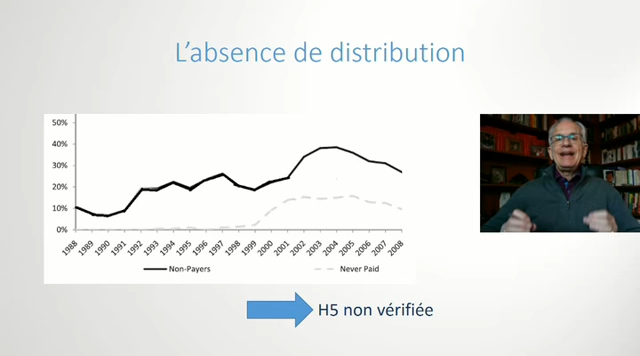 L'absence de distribution
50%
40%
30%
20%
10%
0%
1988 1989 1990 1991 1992 1993 1994 1995 1996 1997 1998 1999 2000 2001 2002 2003 2004 2005 2006 2007 2008
Non-Payers Never Paid
H5 non vérifiée